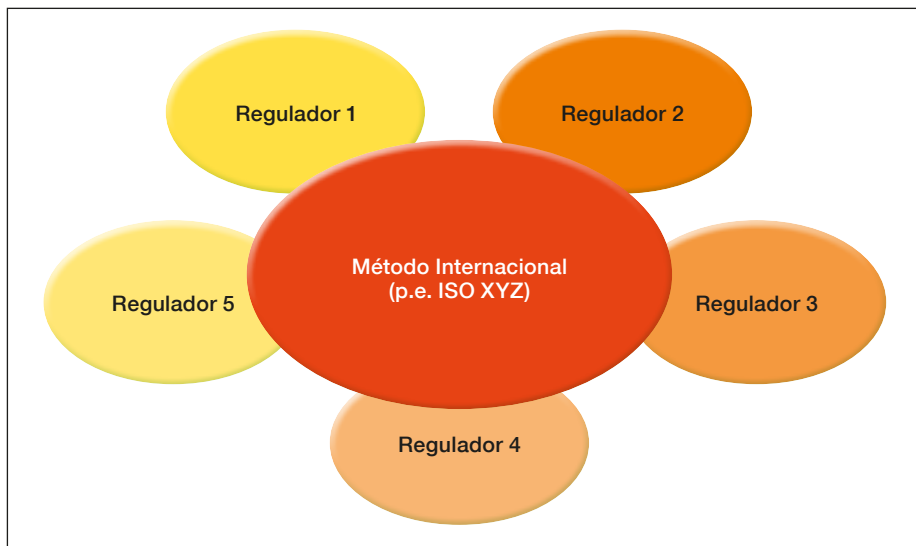 Regulador 1
Regulador 2
Método Internacional
(p.e. ISO XYZ)
Regulador 5
Regulador 3
Regulador 4